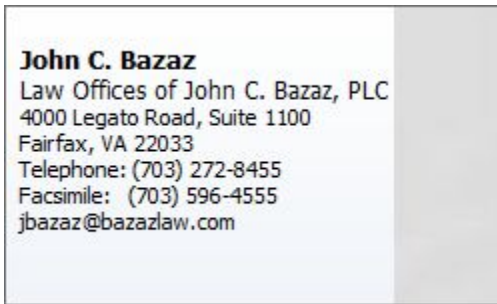 John C. Bazaz
Law Offices of John C. Bazaz, PLC
4000 Legato Road, Suite 1100
Fairfax, VA 22033
Telephone: (703) 272-8455
Facsimile: (703) 596-4555
jbazaz@bazazlaw.com